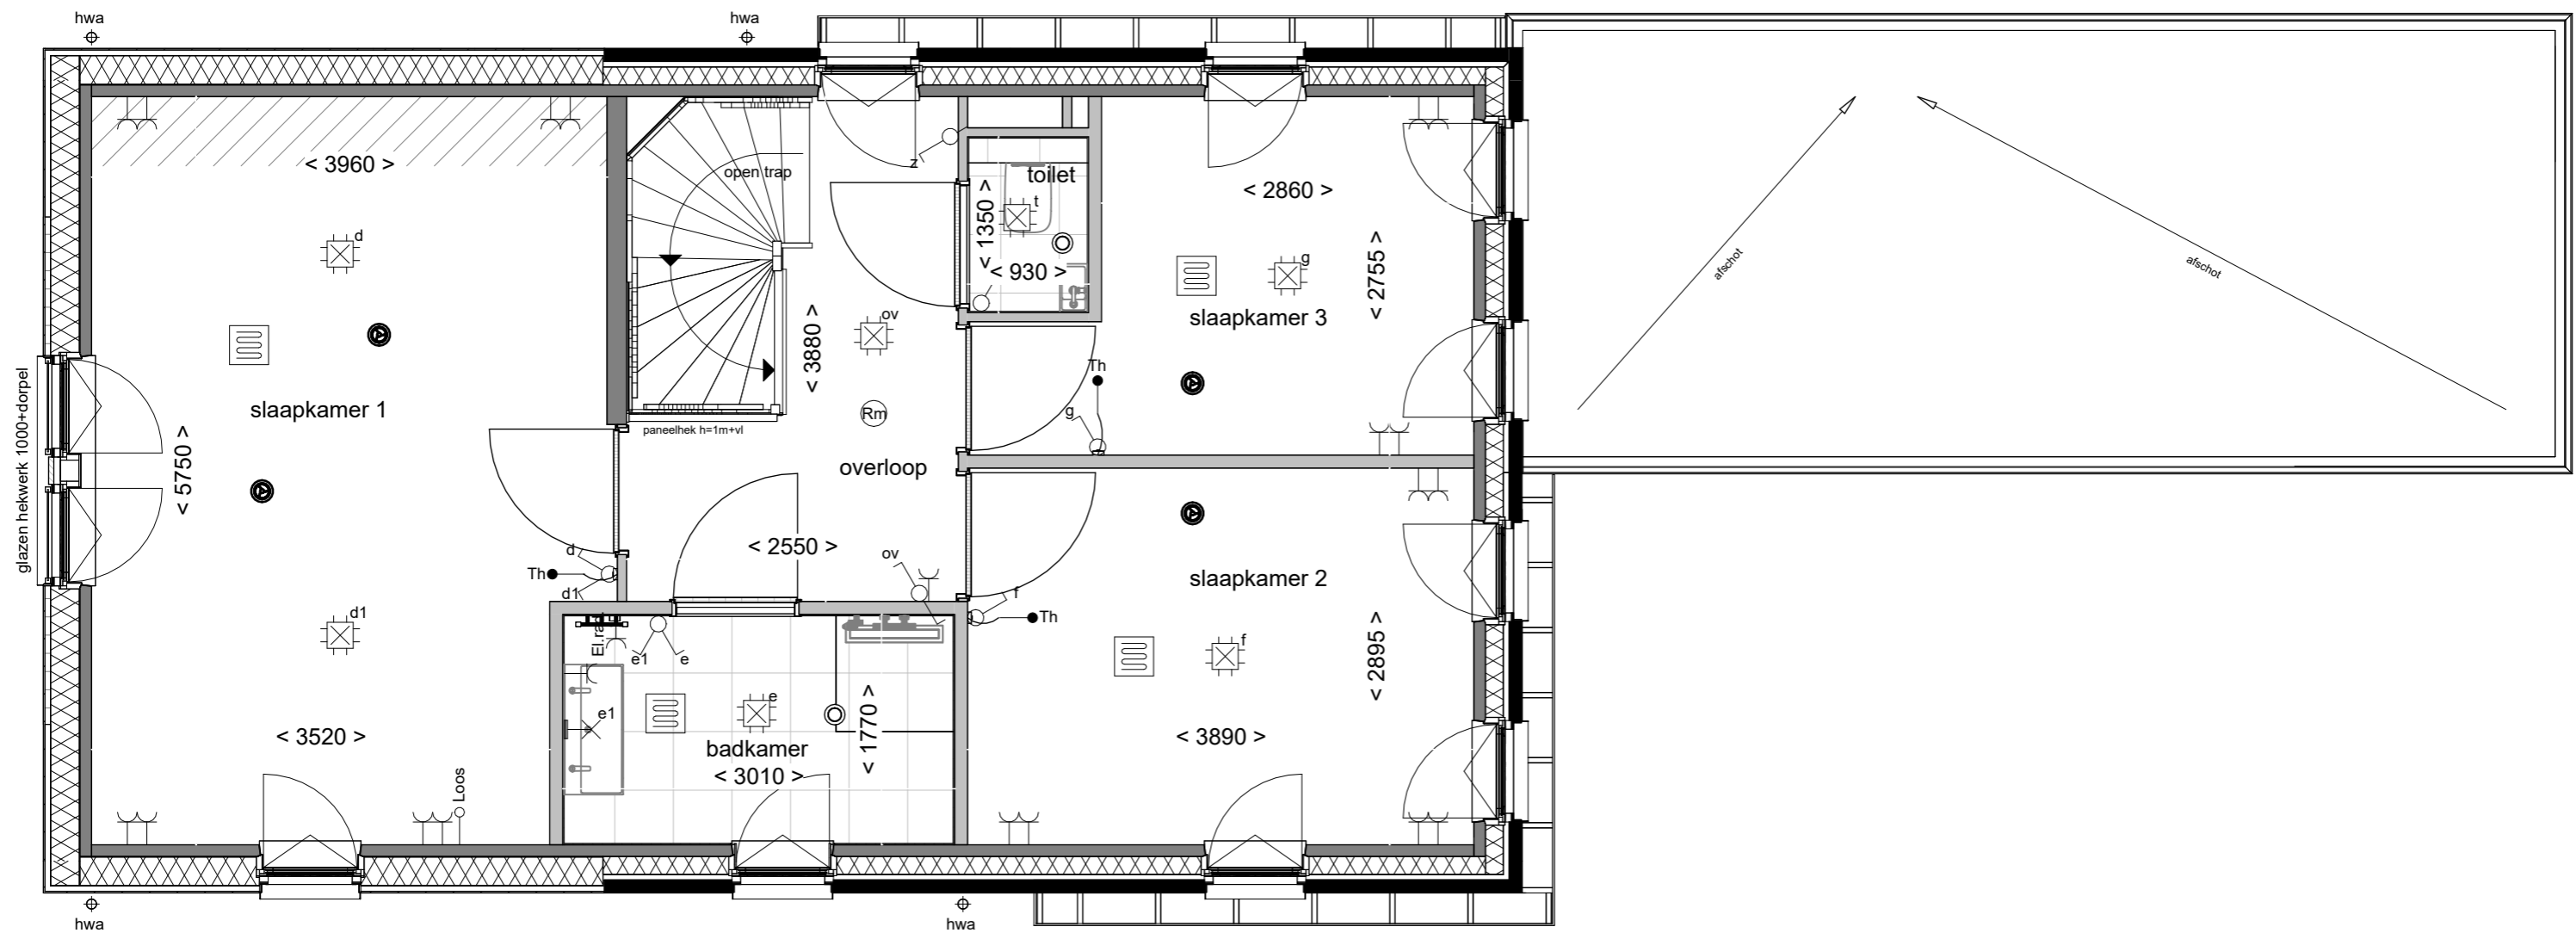 hwa
hwa
< 3960 >
open trap
z
toilet
t
< 1350 >
< 930 >
< 2860 >
d
g
< 2755 >
afschot
afschot
slaapkamer 3
ov
< 3880 >
Th
g
Rm
slaapkamer 1
paneelhek h=1m+vl
glazen hekwerk 1000+dorpel
< 5750 >
overloop
< 2550 >
d
Th
d1
ov
f
Th
slaapkamer 2
d1
e1
e
f
< 2895 >
e
e1
< 3520 >
badkamer
< 3010 >
< 1770 >
< 3890 >
Loos
hwa
hwa